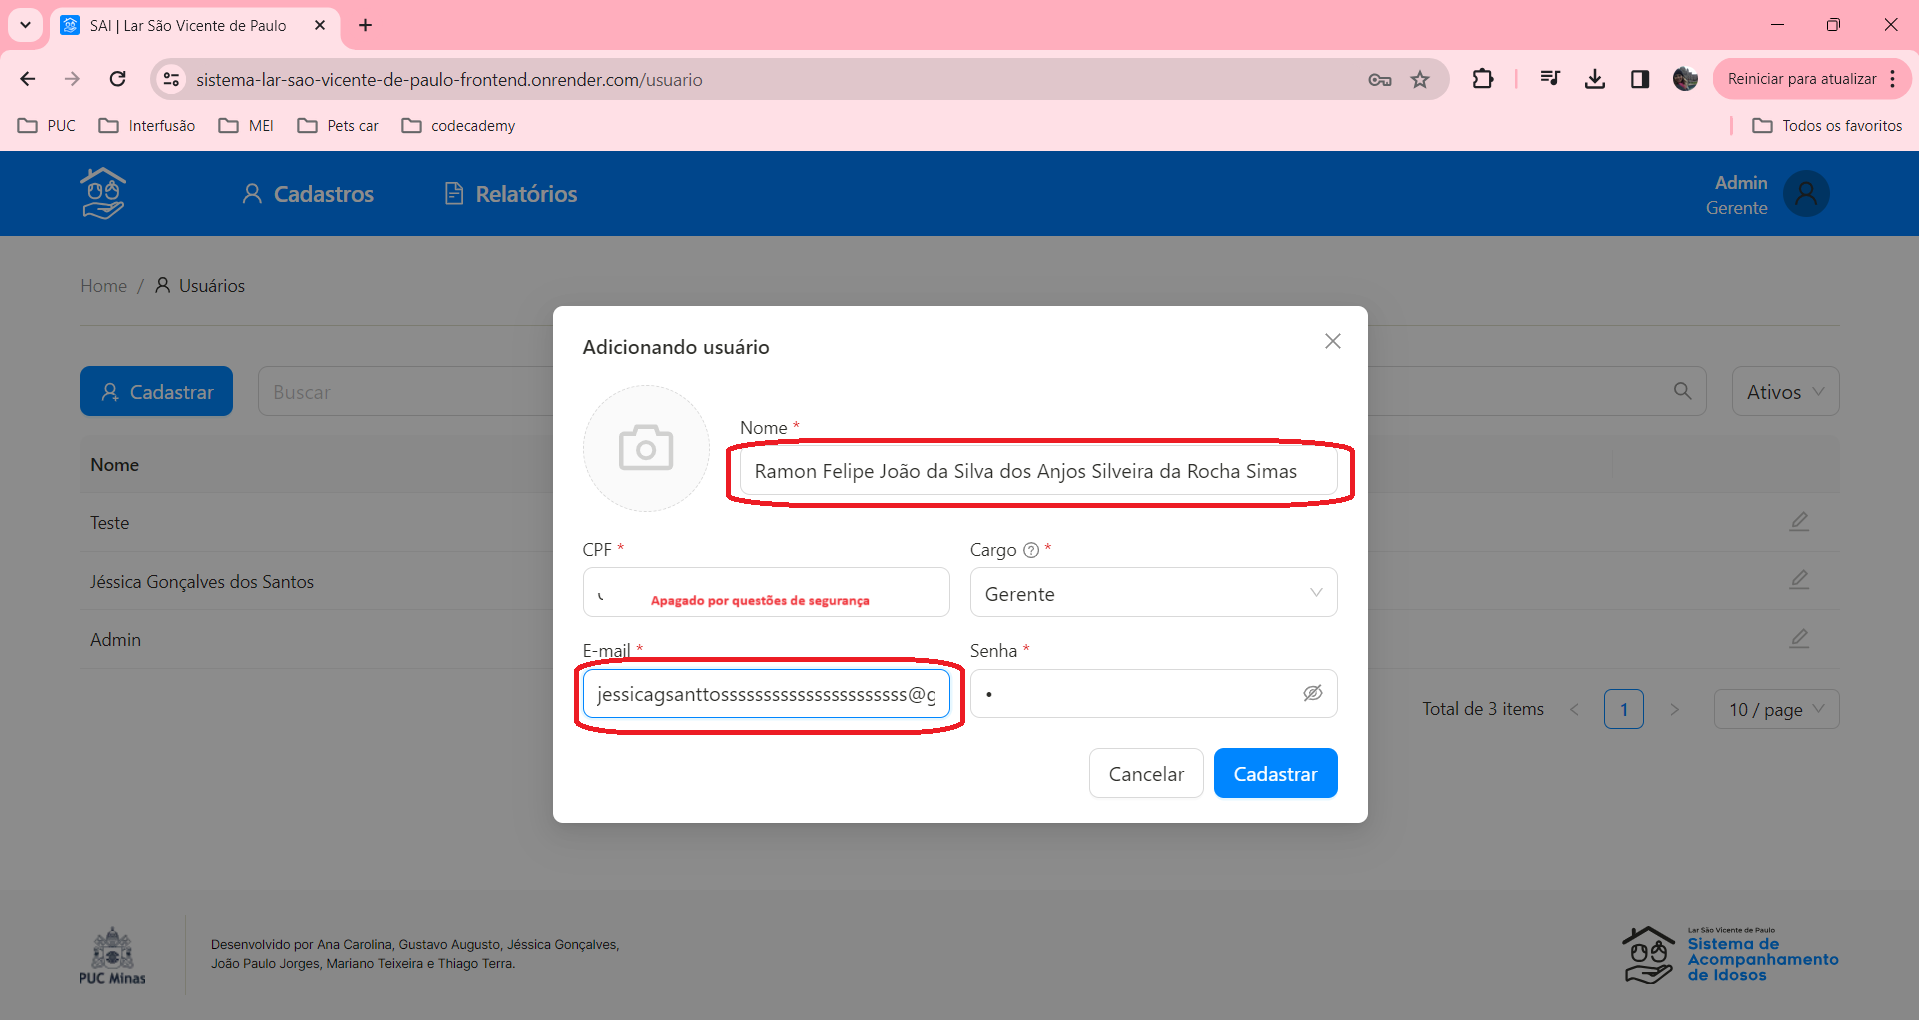 SAI | Lar São Vicente de Paulo
sistema-lar-sao-vicente-de-paulo-frontend.onrender.com/usuario
Reiniciar para atualizar
PUC Interfusão MEI Pets car codecademy Todos os favoritos
Cadastros Relatórios
Admin
Gerente
Home / Usuários
Cadastrar Buscar Ativos
Nome
Teste
Jéssica Gonçalves dos Santos
Admin
Adicionando usuário
Nome *
Ramon Felipe João da Silva dos Anjos Silveira da Rocha Simas
CPF * Cargo *
Apagado por questões de segurança Gerente
E-mail * Senha *
jessicagsanttosssssssssssssssssssssss@g
Cancelar Cadastrar
Total de 3 items < 1 > 10 / page
PUC Minas
Desenvolvido por Ana Carolina, Gustavo Augusto, Jéssica Gonçalves,
João Paulo Jorges, Mariano Teixeira e Thiago Terra.
Lar São Vicente de Paulo
Sistema de
Acompanhamento
de Idosos